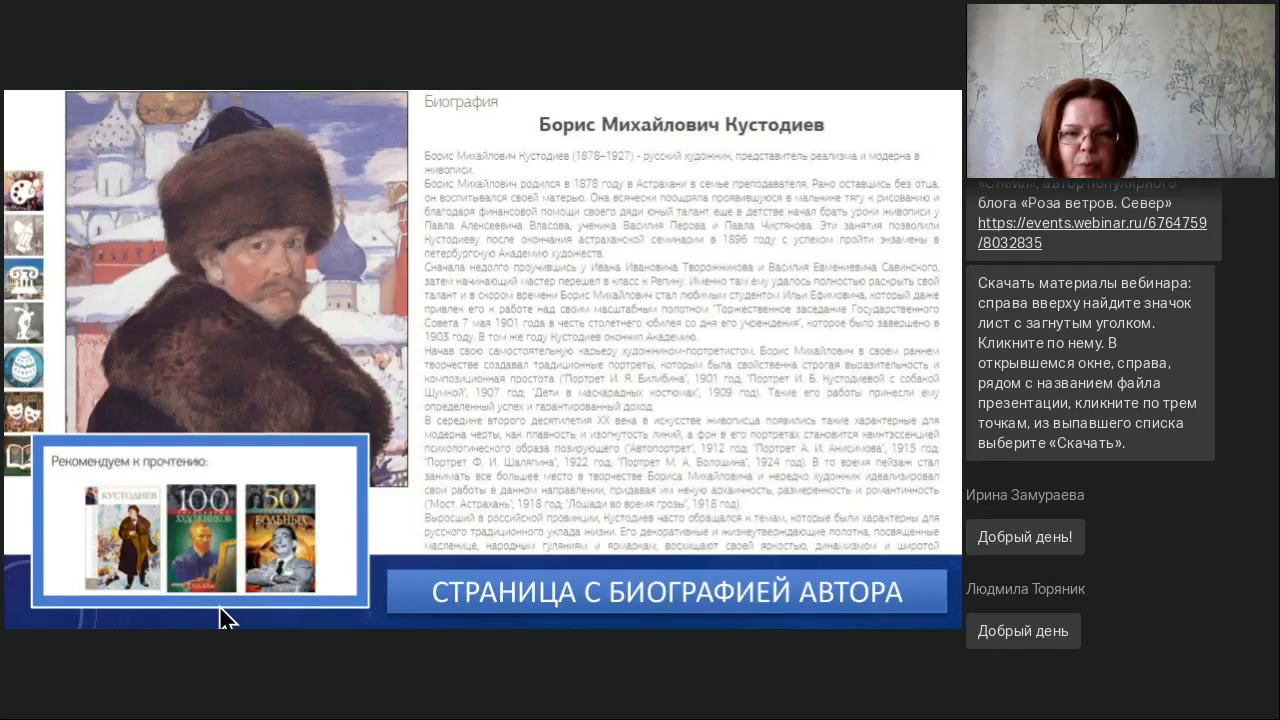 Биография
Борис Михайлович Кустодиев
Борис Михайлович Кустодиев (1878–1927) - русский художник, представитель реализма и модерна в
живописи.
Борис Михайлович родился в 1878 году в Астрахани в семье преподавателя. Рано оставшись без отца,
он воспитывался своей матерью. Она всячески поощряла проявившуюся в мальчике тягу к рисованию и
благодаря финансовой помощи своего дяди юный талант еще в детстве начал брать уроки живописи у
Павла Алексеевича Власова, ученика Василия Перова и Павла Чистякова. Эти занятия позволили
Кустодиеву после окончания астраханской семинарии в 1896 году с успехом пройти экзамены в
петербургскую Академию художеств.
Сначала недолго проучившись у Ивана Ивановича Творожникова и Василия Евмениевича Савинского,
затем начинающий мастер перешел в класс к Репину. Именно там ему удалось полностью раскрыть свой
талант и в скором времени Борис Михайлович стал любимым студентом Ильи Ефимовича, который даже
привлек его к работе над своим масштабным полотном "Торжественное заседание Государственного
Совета 7 мая 1901 года в честь столетнего юбилея со дня его учреждения", которое было завершено в
1903 году. В том же году Кустодиев окончил Академию.
Начав свою самостоятельную карьеру художником-портретистом, Борис Михайлович в своем раннем
творчестве создавал традиционные портреты, которым была свойственна строгая выразительность и
композиционная простота ("Портрет И. Я. Билибина", 1901 год; "Портрет И. Б. Кустодиевой с собакой
Шумкой", 1907 год; "Дети в маскарадных костюмах", 1909 год). Такие его работы принесли ему
определенный успех и гарантированный доход.
В середине второго десятилетия XX века в искусстве живописца появились такие характерные для
модерна черты, как плавность и изогнутость линий, а фон в его портретах становится квинтэссенцией
психологического образа позирующего ("Автопортрет", 1912 год; "Портрет А. И. Анисимова", 1915 год;
"Портрет Ф. И. Шаляпина", 1922 год; "Портрет М. А. Волошина", 1924 год). В то время пейзаж стал
занимать все большее место в творчестве Бориса Михайловича и нередко художник идеализировал
свои работы в данном направлении, придавая им некую архаичность, размеренность и романтичность
("Мост. Астрахань", 1918 год; "Лошади во время грозы", 1918 год).
Выросший в российской провинции, Кустодиев часто обращался к темам, которые были характерны для
русского традиционного уклада жизни. Его декоративные и жизнеутверждающие полотна, посвященные
масленице, народным гуляниям и ярмаркам, восхищают своей яркостью, динамизмом и широтой
Рекомендуем к прочтению:
КУСТОДИЕВ
100
ХУДОЖНИКОВ
50
БОЛЬНЫХ
СТРАНИЦА С БИОГРАФИЕЙ АВТОРА
«Спейл», автор популярного
блога «Роза ветров. Север»
https://events.webinar.ru/6764759
/8032835
Скачать материалы вебинара:
справа вверху найдите значок
лист с загнутым уголком.
Кликните по нему. В
открывшемся окне, справа,
рядом с названием файла
презентации, кликните по трем
точкам, из выпавшего списка
выберите «Скачать».
Ирина Замураева
Добрый день!
Людмила Торяник
Добрый день